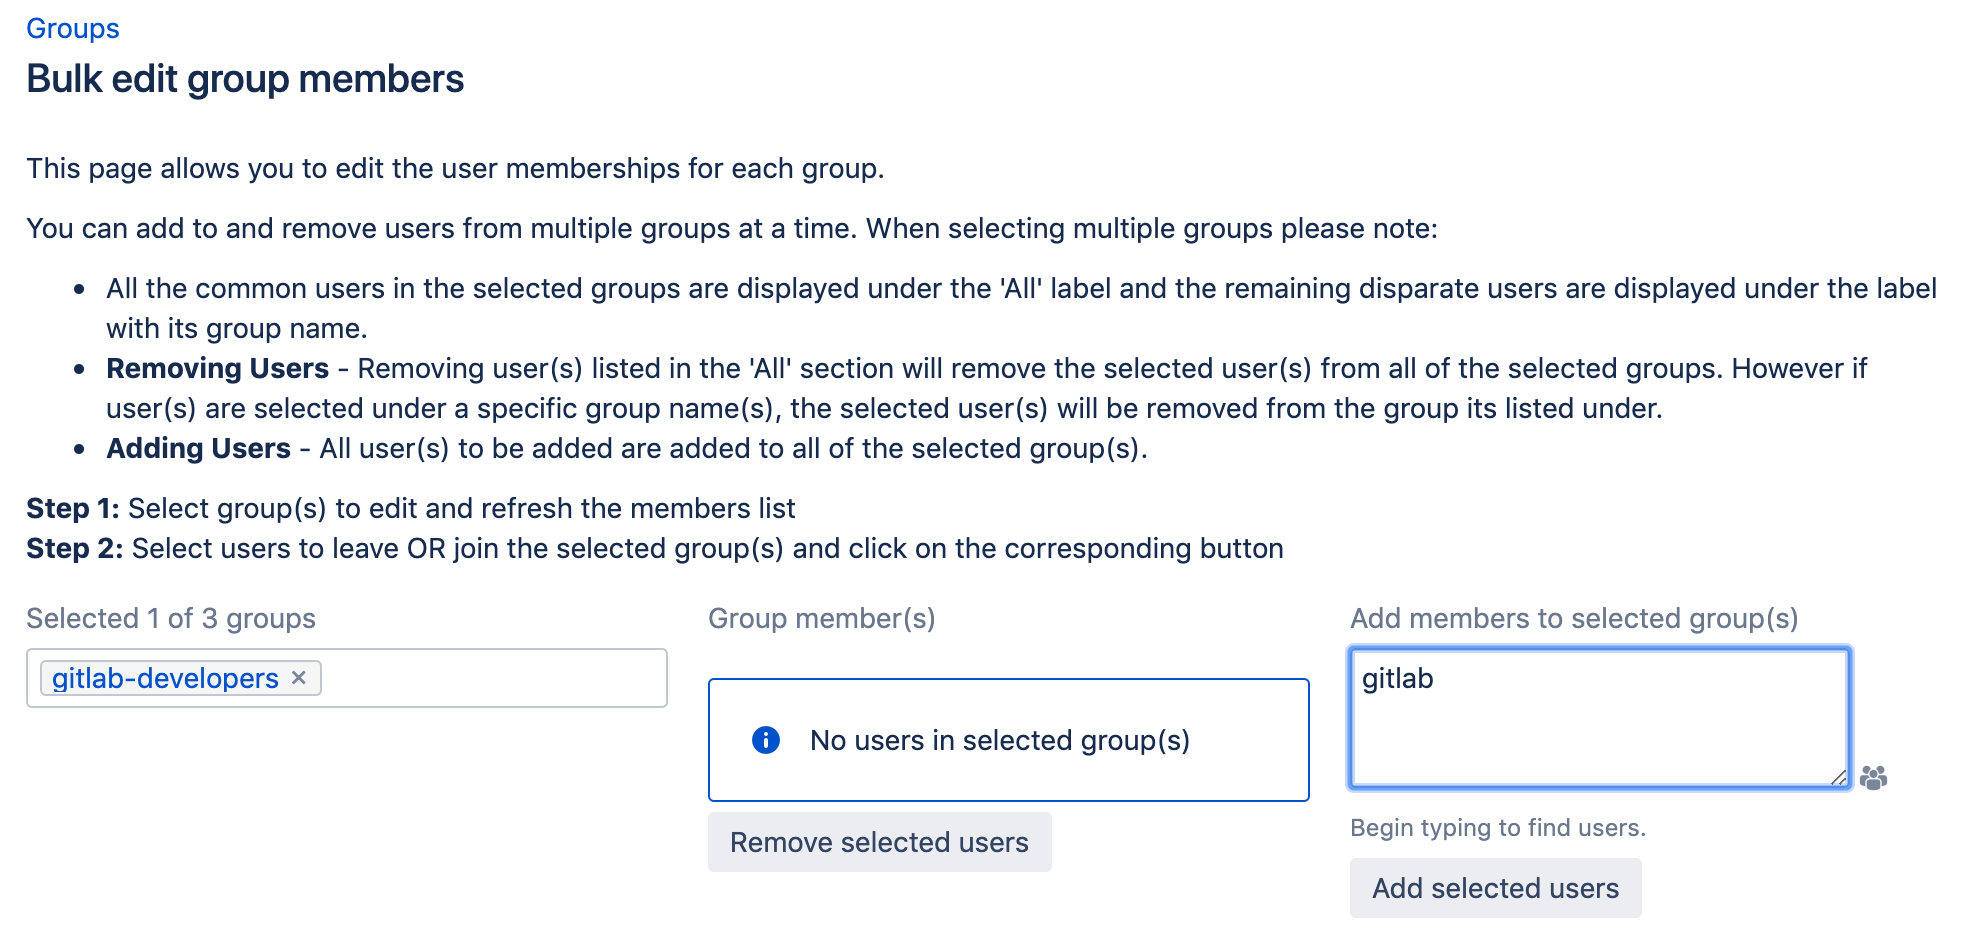 Groups
Bulk edit group members
This page allows you to edit the user memberships for each group.
You can add to and remove users from multiple groups at a time. When selecting multiple groups please note:
All the common users in the selected groups are displayed under the 'All' label and the remaining disparate users are displayed under the label
with its group name.
Removing Users - Removing user(s) listed in the 'All' section will remove the selected user(s) from all of the selected groups. However if
user(s) are selected under a specific group name(s), the selected user(s) will be removed from the group its listed under.
Adding Users - All user(s) to be added are added to all of the selected group(s).
Step 1: Select group(s) to edit and refresh the members list
Step 2: Select users to leave OR join the selected group(s) and click on the corresponding button
Selected 1 of 3 groups
gitlab-developers
Group member(s)
No users in selected group(s)
Remove selected users
Add members to selected group(s)
gitlab
Begin typing to find users.
Add selected users